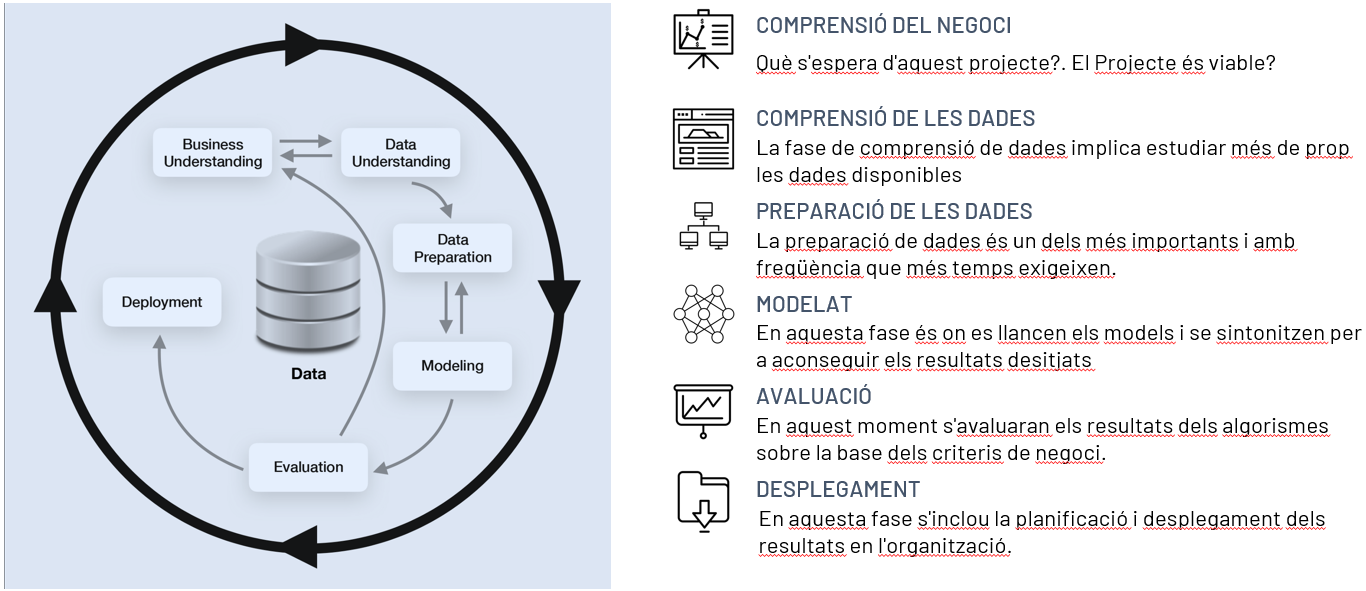 Business
Understanding
Data
Understanding
Data
Preparation
Deployment
Data
Modeling
Evaluation
COMPRENSIÓ DEL NEGOCI
Què s'espera d'aquest projecte?. El Projecte és viable?
COMPRENSIÓ DE LES DADES
La fase de comprensió de dades implica estudiar més de prop
les dades disponibles
PREPARACIÓ DE LES DADES
La preparació de dades és un dels més importants i amb
freqüència que més temps exigeixen.
MODELAT
En aquesta fase és on es llancen els models i se sintonitzen per
a aconseguir els resultats desitjats
AVALUACIÓ
En aquest moment s'avaluaran els resultats dels algorismes
sobre la base dels criteris de negoci.
DESPLEGAMENT
En aquesta fase s'inclou la planificació i desplegament dels
resultats en l'organització.